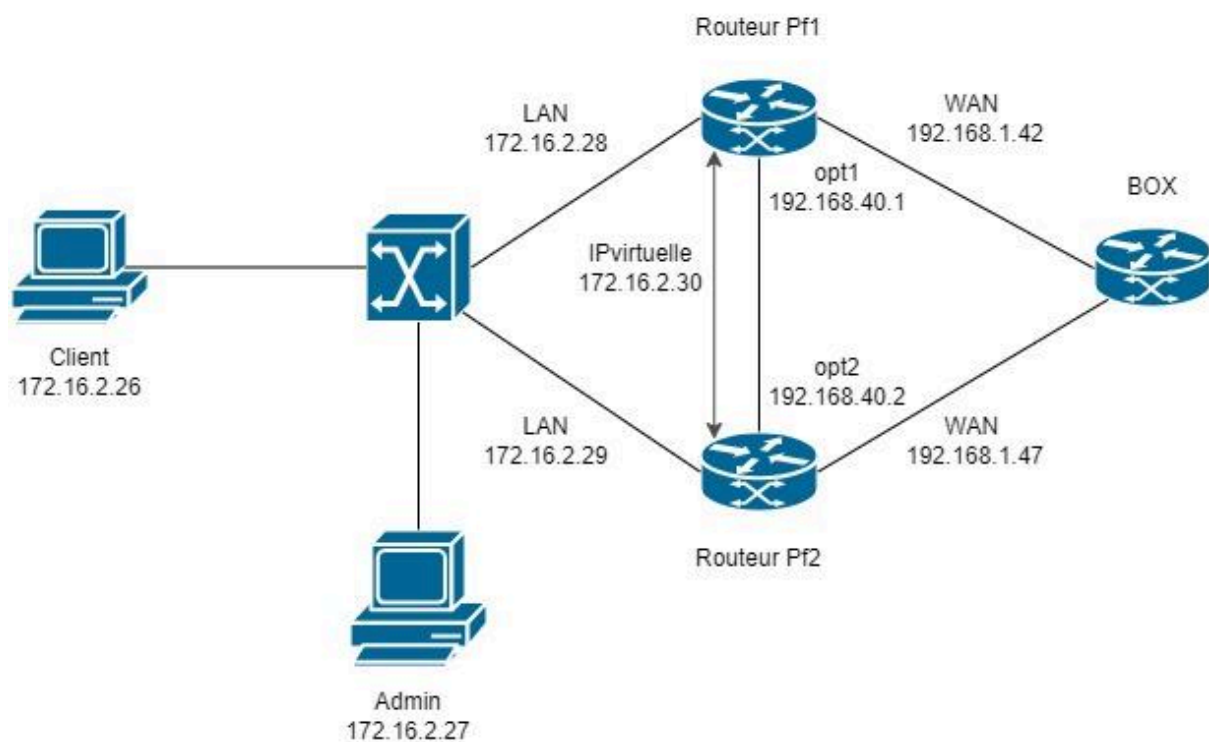 Routeur Pf1
LAN
172.16.2.28
WAN
192.168.1.42
opt1
192.168.40.1
BOX
IPvirtuelle
172.16.2.30
Client
172.16.2.26
opt2
192.168.40.2
LAN
172.16.2.29
WAN
192.168.1.47
Routeur Pf2
Admin
172.16.2.27